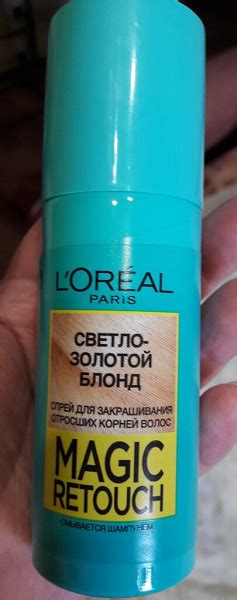 L'ORÉAL
PARIS
СВЕТЛО-
ЗОЛОТОЙ
БЛОНД
СПРЕЙ ДЛЯ ЗАКРАШИВАНИЯ
ОТРОСШИХ КОРНЕЙ ВОЛОС
MAGIC
RETOUCH
СМЫВАЕТСЯ ШАМПУНЕМ